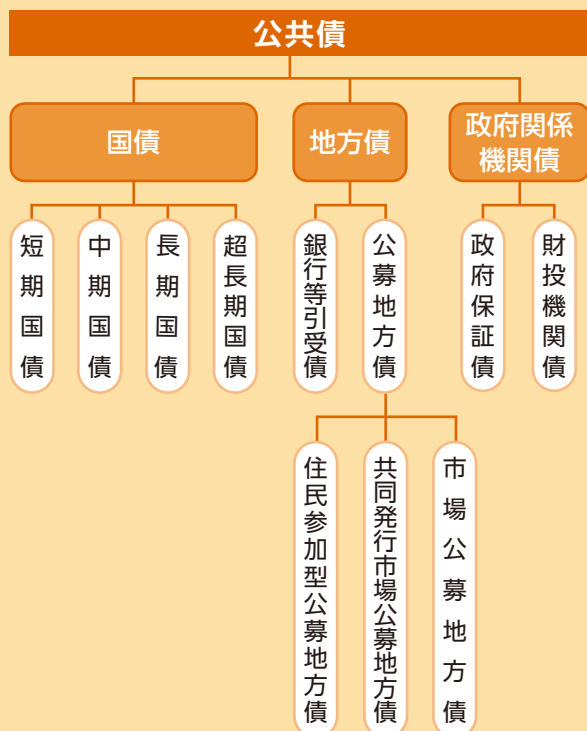 公共債
国債
地方債
政府関係
機関債
短期国債
中期国債
長期国債
超長期国債
銀行等引受債
公募地方債
政府保証債
財投機関債
住民参加型公募地方債
共同発行市場公募地方債
市場公募地方債